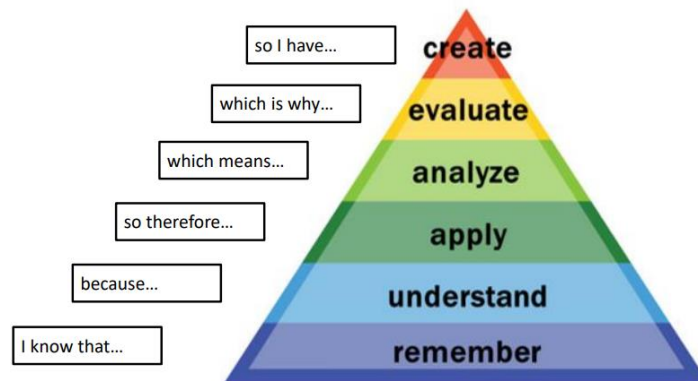 so I have…
create
which is why…
evaluate
which means…
analyze
so therefore…
apply
because…
understand
I know that…
remember